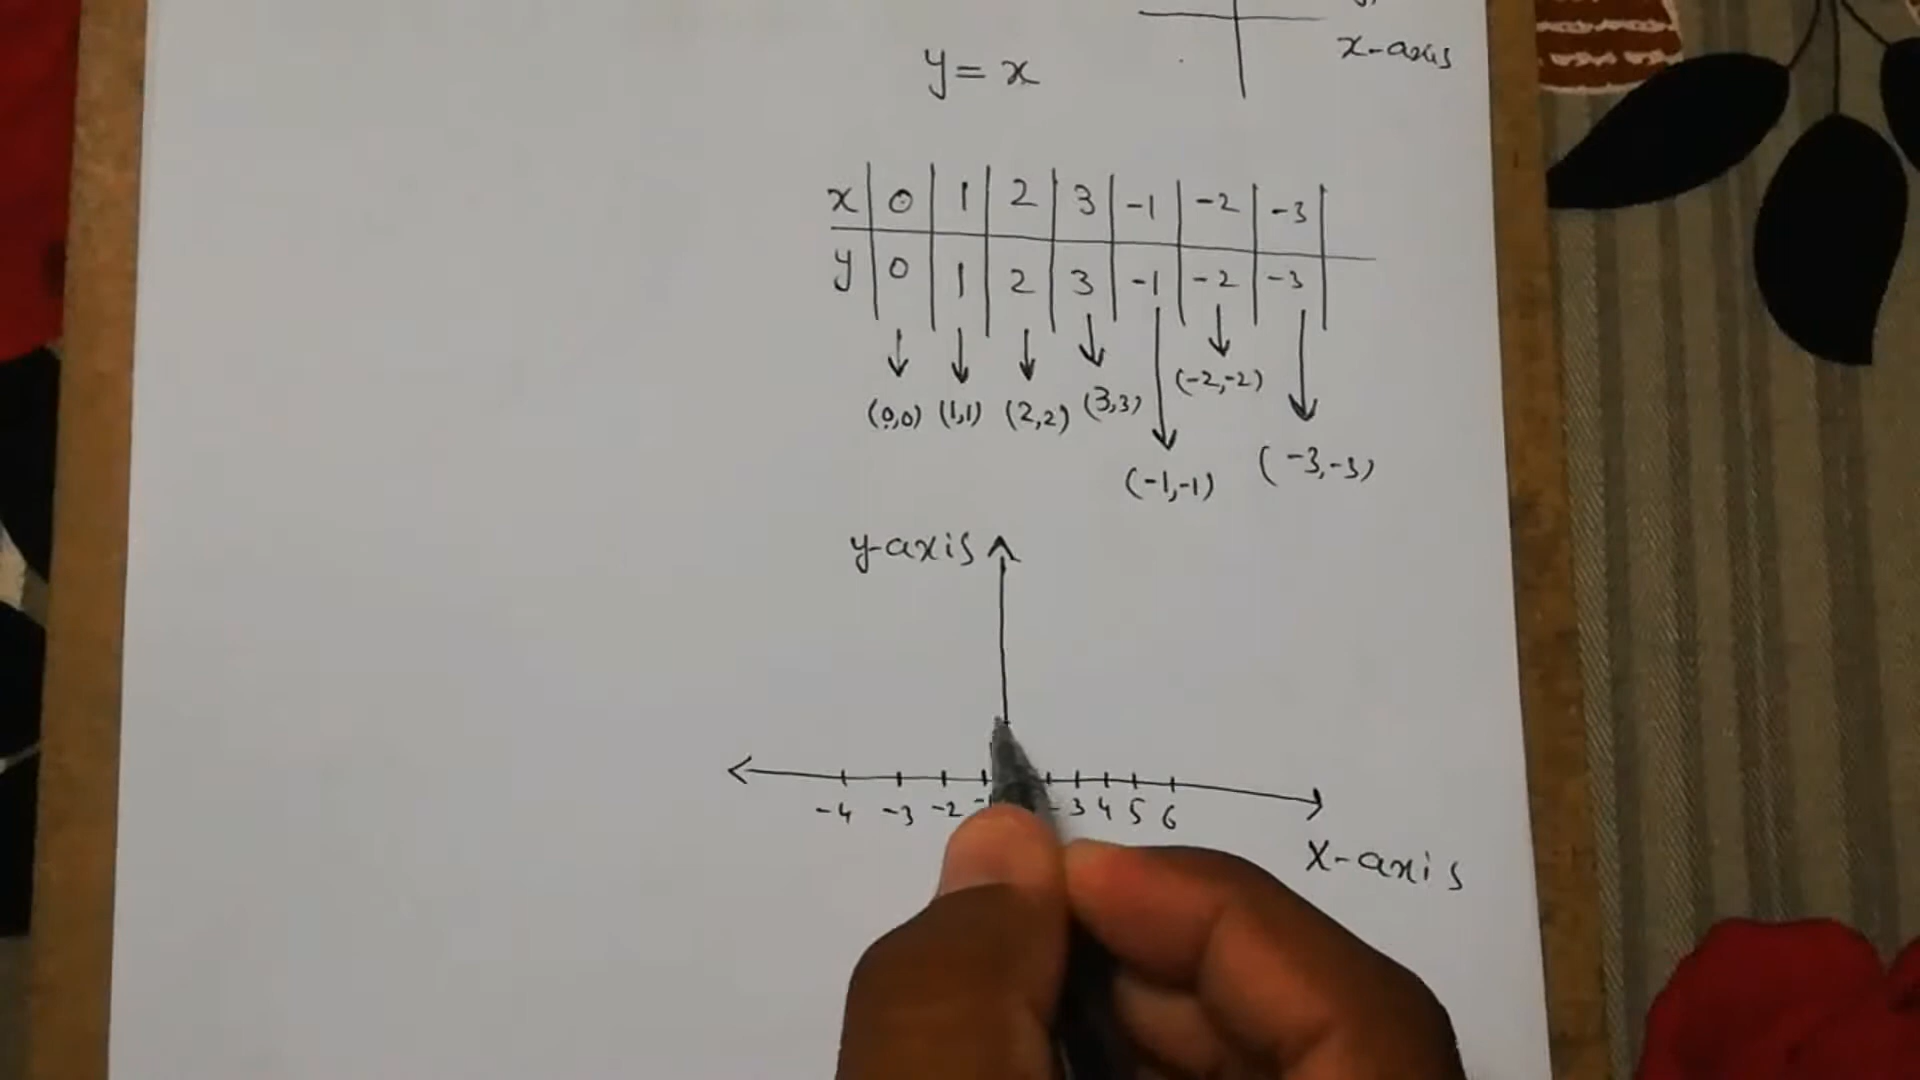 x-axis
y = x
x 0 1 2 3 -1 -2 -3
y 0 1 2 3 -1 -2 -3
(0,0) (1,1) (2,2) (3,3) (-1,-1) (-2,-2) (-3,-3)
y-axis
-4 -3 -2 -1 3 4 5 6
X-axis